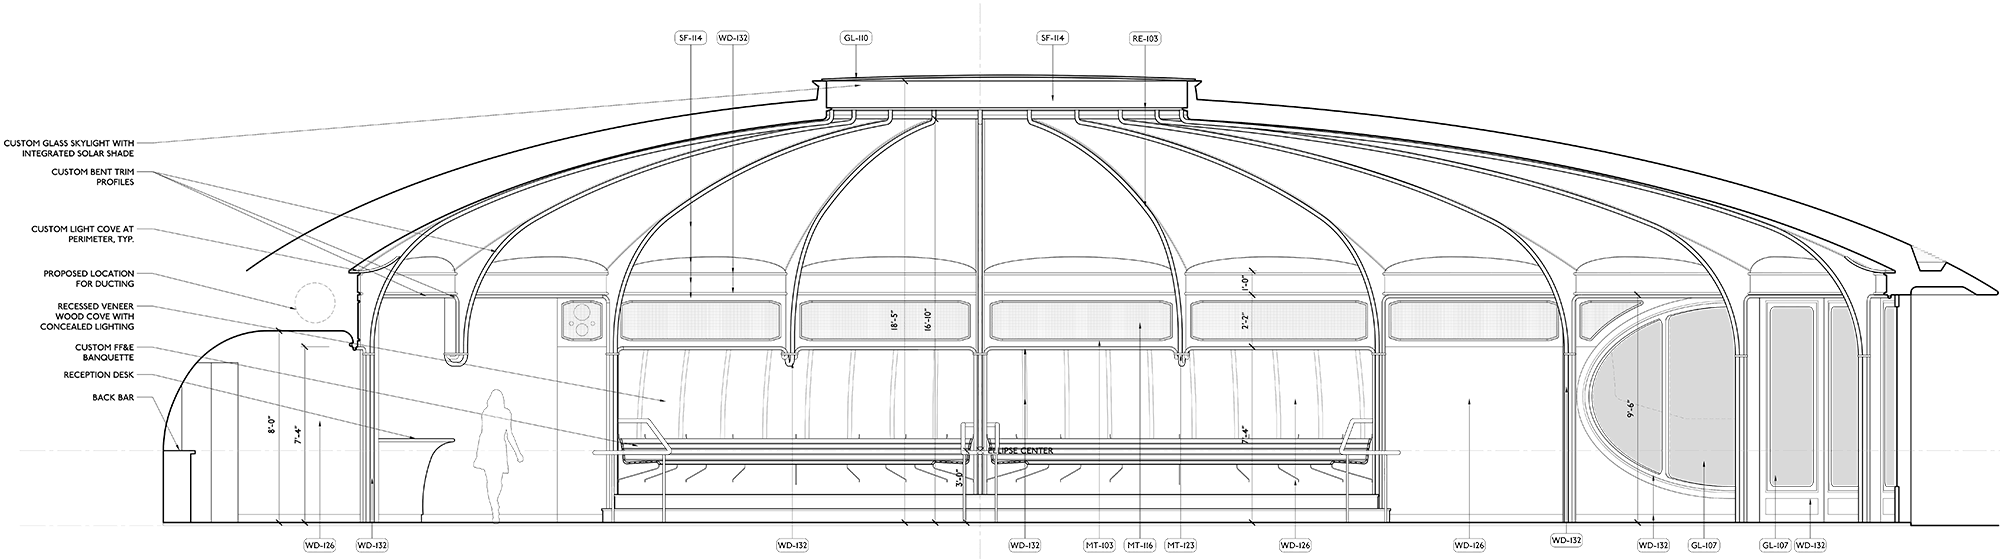 SF-114
WD-132
GL-110
SF-114
RE-103
CUSTOM GLASS SKYLIGHT WITH
INTEGRATED SOLAR SHADE
CUSTOM BENT TRIM
PROFILES
CUSTOM LIGHT COVE AT
PERIMETER, TYP.
PROPOSED LOCATION
FOR DUCTING
RECESSED VENEER
WOOD COVE WITH
CONCEALED LIGHTING
CUSTOM FF&E
BANQUETTE
RECEPTION DESK
BACK BAR
8'-0"
7'-4"
18'-5"
16'-10"
1'-0"
2'-2"
7'-4"
9'-6"
3'-0"
ELLIPSE CENTER
WD-126
WD-132
WD-132
WD-132
MT-103
MT-116
MT-123
WD-126
WD-126
WD-132
WD-132
GL-107
GL-107
WD-132